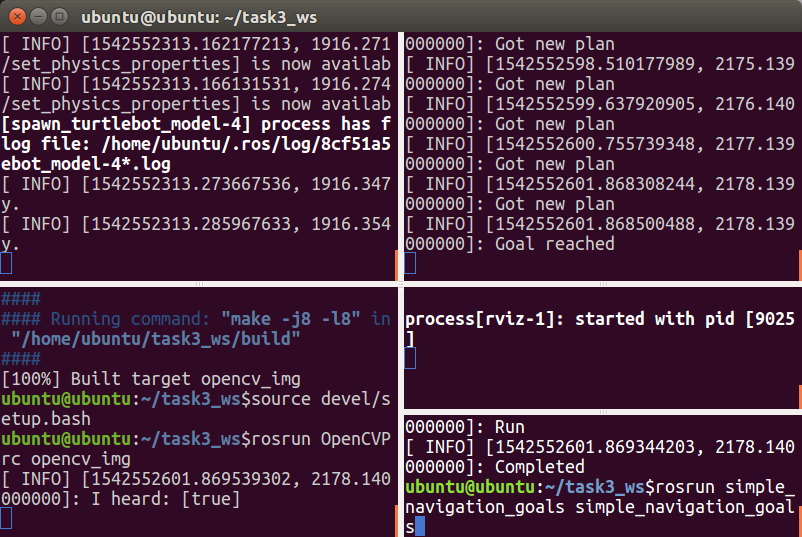 ubuntu@ubuntu: ~/task3_ws
[ INFO] [1542552313.162177213, 1916.271
/set_physics_properties] is now availab
[ INFO] [1542552313.166131531, 1916.274
/set_physics_properties] is now availab
[spawn_turtlebot_model-4] process has f
log file: /home/ubuntu/.ros/log/8cf51a5
ebot_model-4*.log
[ INFO] [1542552313.273667536, 1916.347
y.
[ INFO] [1542552313.285967633, 1916.354
y.
000000]: Got new plan
[ INFO] [1542552598.510177989, 2175.139
000000]: Got new plan
[ INFO] [1542552599.637920905, 2176.140
000000]: Got new plan
[ INFO] [1542552600.755739348, 2177.139
000000]: Got new plan
[ INFO] [1542552601.868308244, 2178.139
000000]: Got new plan
[ INFO] [1542552601.868500488, 2178.139
000000]: Goal reached
####
#### Running command: "make -j8 -l8" in
"/home/ubuntu/task3_ws/build"
####
[100%] Built target opencv_img
ubuntu@ubuntu:~/task3_ws$source devel/s
etup.bash
ubuntu@ubuntu:~/task3_ws$rosrun OpenCVP
rc opencv_img
[ INFO] [1542552601.869539302, 2178.140
000000]: I heard: [true]
process[rviz-1]: started with pid [9025
]
000000]: Run
[ INFO] [1542552601.869344203, 2178.140
000000]: Completed
ubuntu@ubuntu:~/task3_ws$rosrun simple_
navigation_goals simple_navigation_goal
s